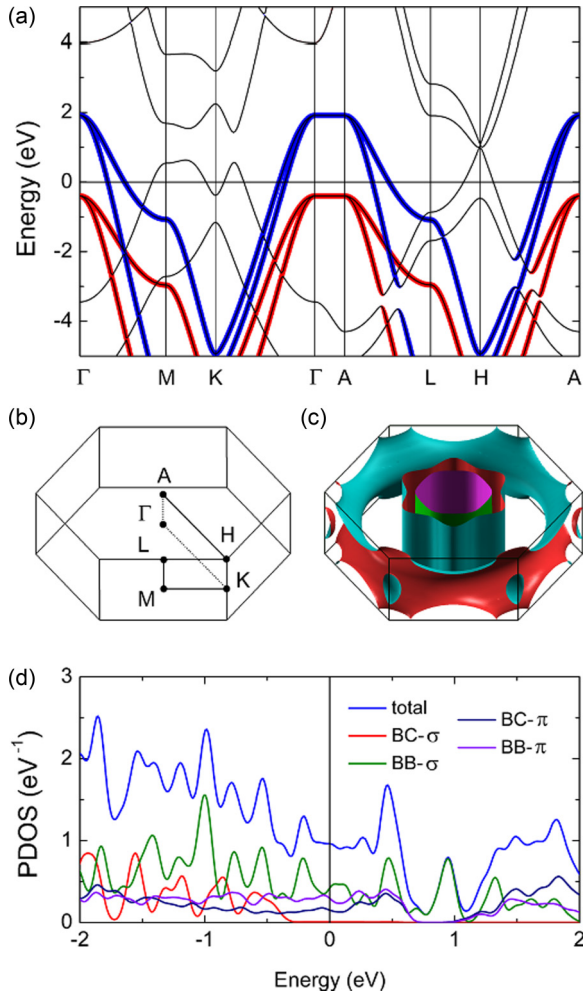 (a)
4
2
0
-2
-4
Energy (eV)
Γ M K Γ A L H A
(b)
A
Γ
H
L
K
M
(c)
(d)
3
2
1
0
PDOS (eV⁻¹)
total
BC-σ
BB-σ
BC-π
BB-π
-2 -1 0 1 2
Energy (eV)